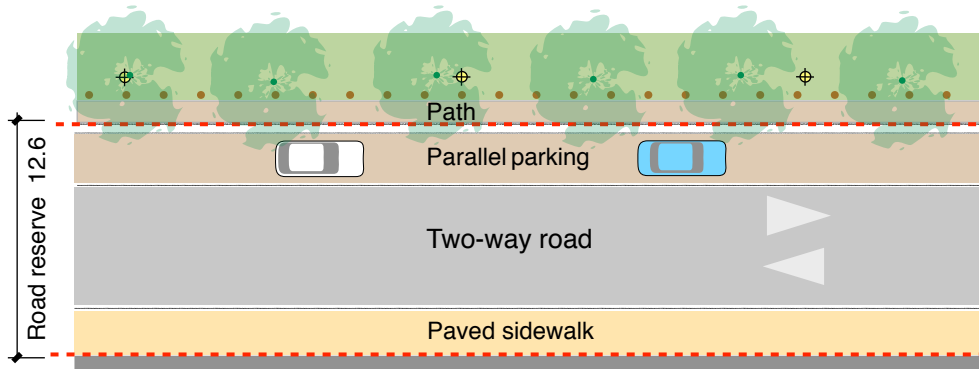 Path
Parallel parking
Two-way road
Paved sidewalk
Road reserve 12.6